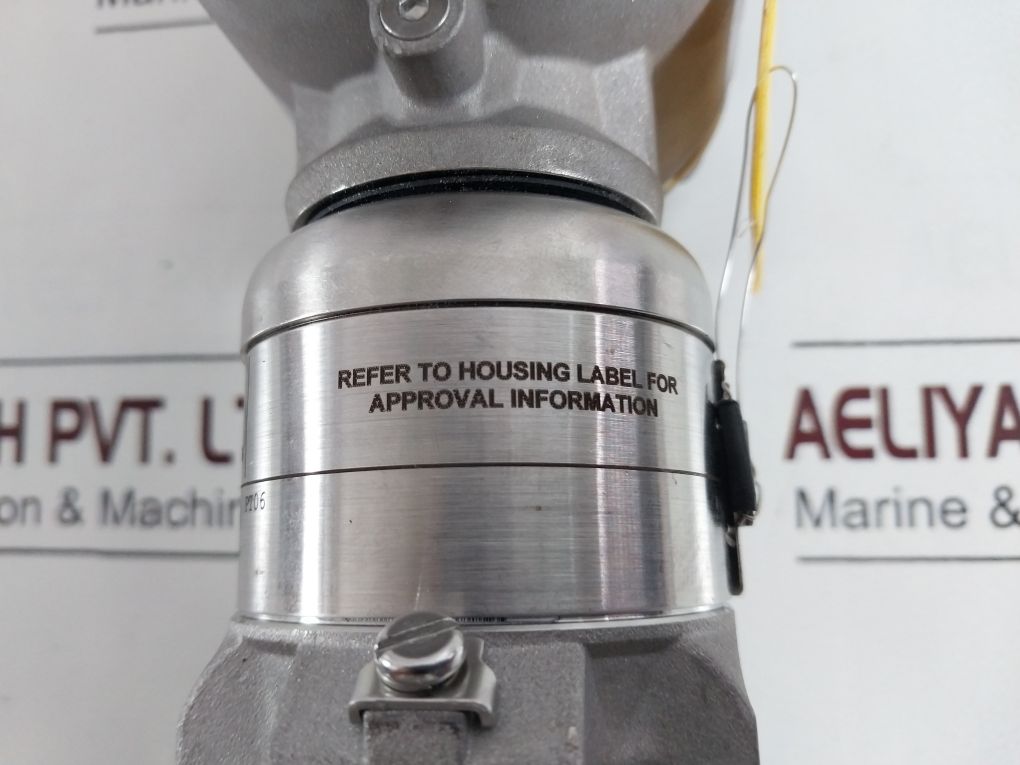 REFER TO HOUSING LABEL FOR
APPROVAL INFORMATION
H PVT.
on & Machin
AELIYA
Marine &